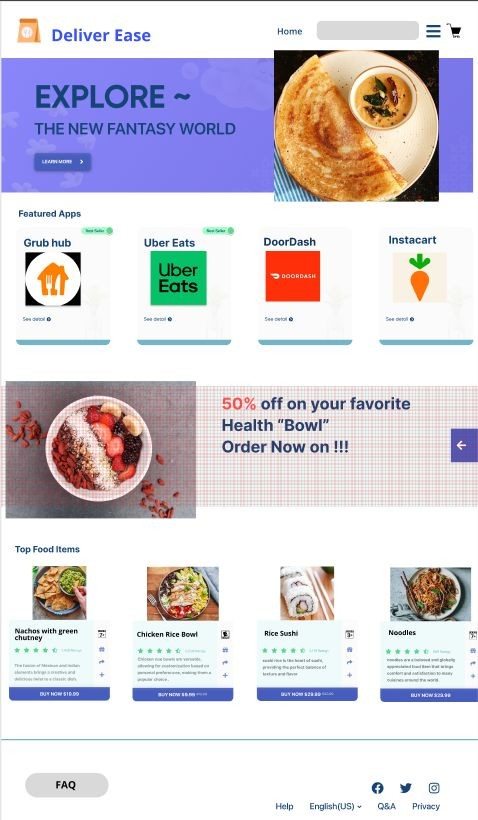 Deliver Ease
Home
EXPLORE ~
THE NEW FANTASY WORLD
LEARN MORE
Featured Apps
Best Seller
Best Seller
Grub hub
Uber Eats
DoorDash
Instacart
Uber
Eats
DOORDASH
See detail
See detail
See detail
See detail
50% off on your favorite
Health “Bowl”
Order Now on !!!
Top Food Items
Nachos with green
chutney
Chicken Rice Bowl
Rice Sushi
Noodles
The fusion of Mexican and Indian
elements brings a creative and
delicious twist to a classic dish.
Chicken rice bowls are versatile,
allowing for customization based on
personal preferences, making them a
popular choice .
sushi rice is the heart of sushi,
providing the perfect balance of
texture and flavor
noodles are a beloved and globally
appreciated food item that brings
comfort and satisfaction to many
cuisines around the world.
BUY NOW $19.99
BUY NOW $9.99
BUY NOW $29.99
BUY NOW $23.99
FAQ
Help
English(US)
Q&A
Privacy